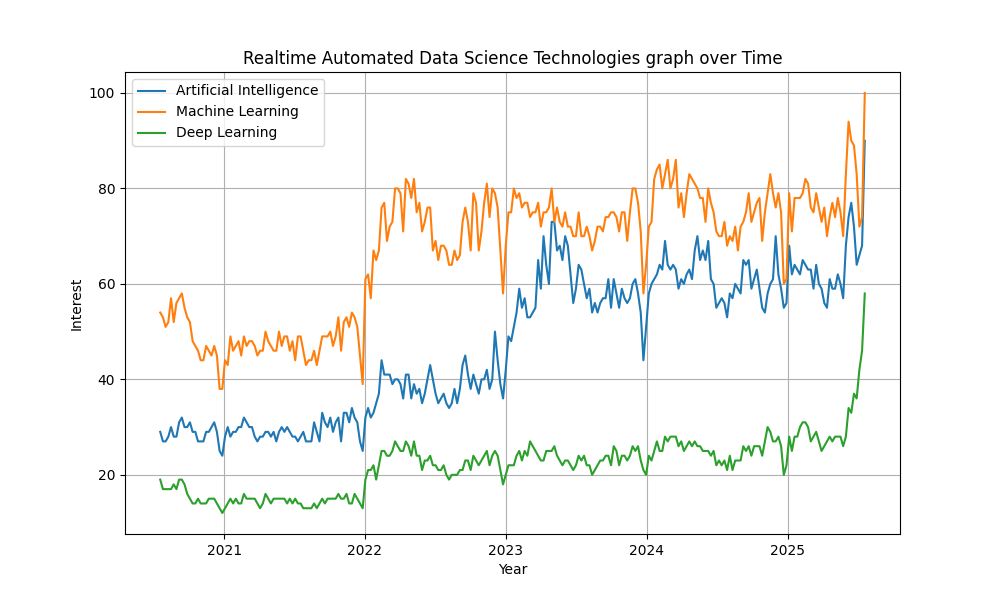 Realtime Automated Data Science Technologies graph over Time
Artificial Intelligence
Machine Learning
Deep Learning
100
80
60
40
20
Interest
2021 2022 2023 2024 2025
Year